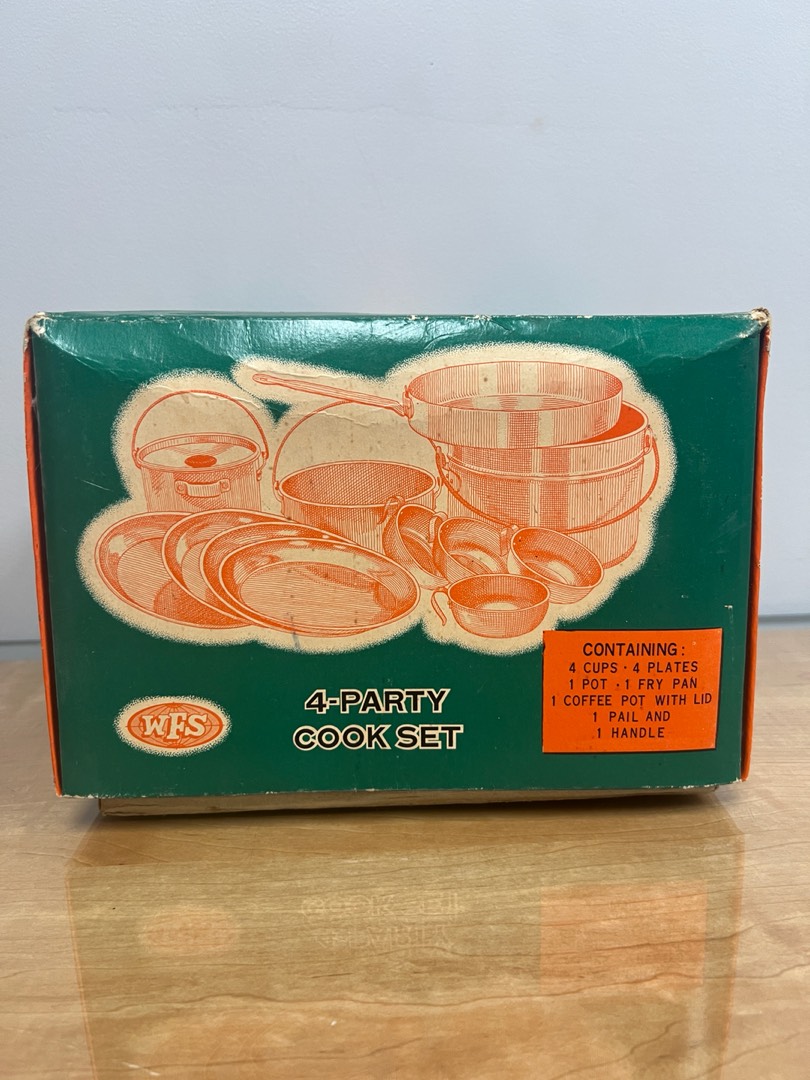 WFS
4-PARTY
COOK SET
CONTAINING:
4 CUPS · 4 PLATES
1 POT · 1 FRY PAN
1 COFFEE POT WITH LID
1 PAIL AND
1 HANDLE